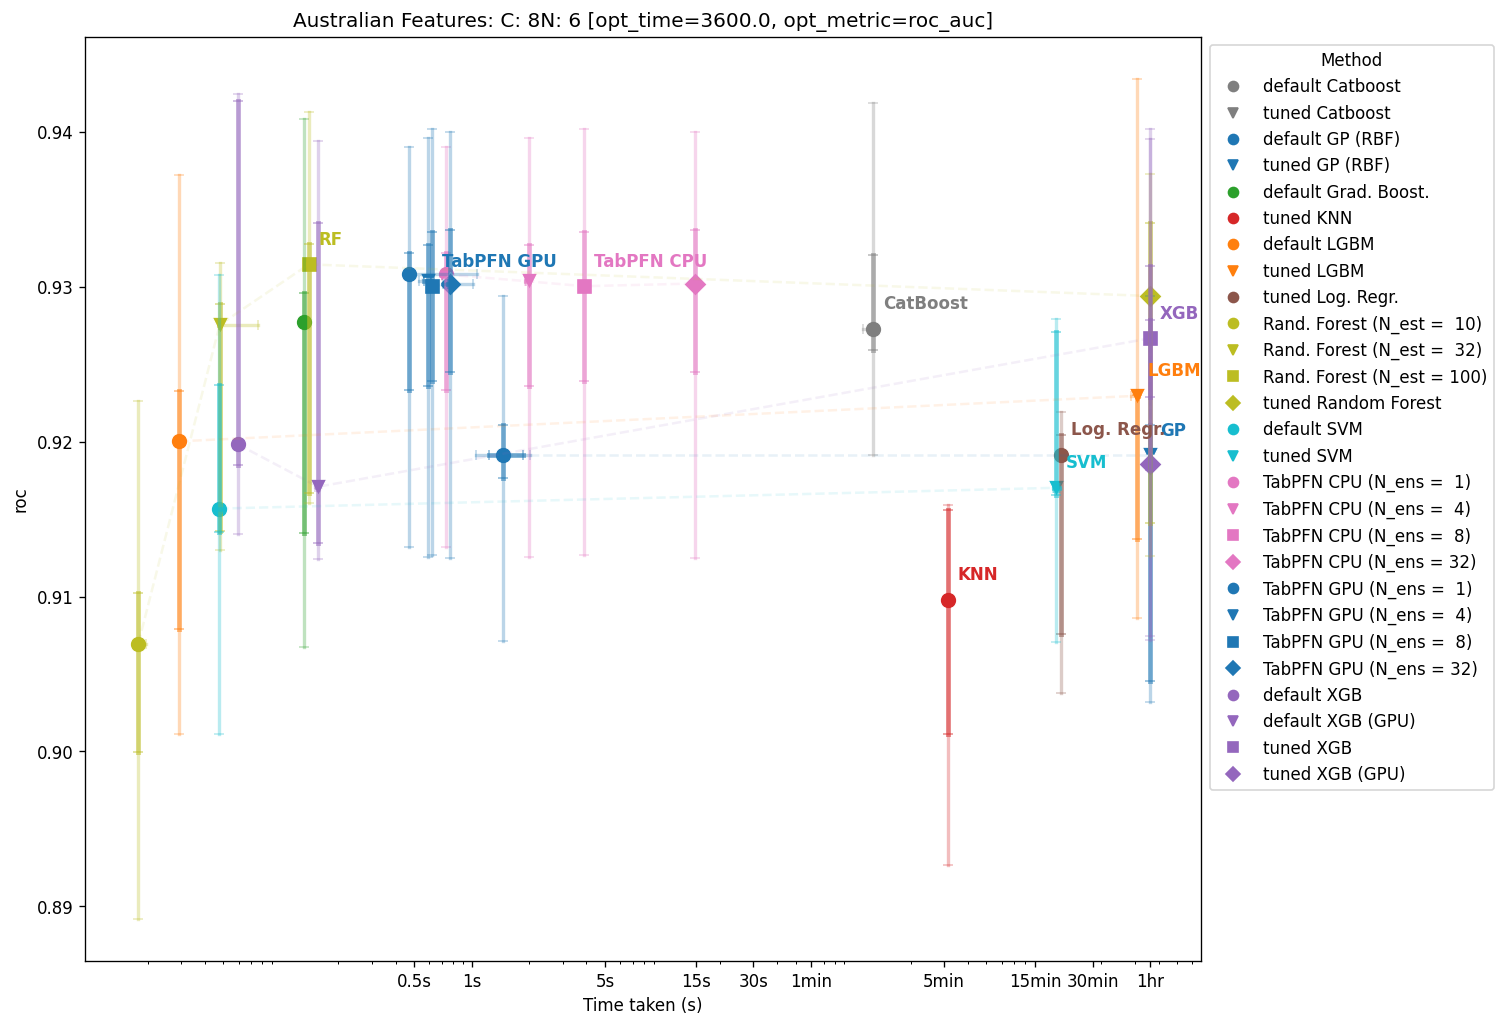 Australian Features: C: 8N: 6 [opt_time=3600.0, opt_metric=roc_auc]
0.94
0.93
0.92
0.91
0.90
0.89
roc
RF
TabPFN GPU
TabPFN CPU
CatBoost
XGB
LGBM
Log. Regr.
GP
SVM
KNN
0.5s
1s
5s
15s
30s
1min
5min
15min
30min
1hr
Time taken (s)
Method
default Catboost
tuned Catboost
default GP (RBF)
tuned GP (RBF)
default Grad. Boost.
tuned KNN
default LGBM
tuned LGBM
tuned Log. Regr.
Rand. Forest (N_est =  10)
Rand. Forest (N_est =  32)
Rand. Forest (N_est = 100)
tuned Random Forest
default SVM
tuned SVM
TabPFN CPU (N_ens =  1)
TabPFN CPU (N_ens =  4)
TabPFN CPU (N_ens =  8)
TabPFN CPU (N_ens = 32)
TabPFN GPU (N_ens =  1)
TabPFN GPU (N_ens =  4)
TabPFN GPU (N_ens =  8)
TabPFN GPU (N_ens = 32)
default XGB
default XGB (GPU)
tuned XGB
tuned XGB (GPU)